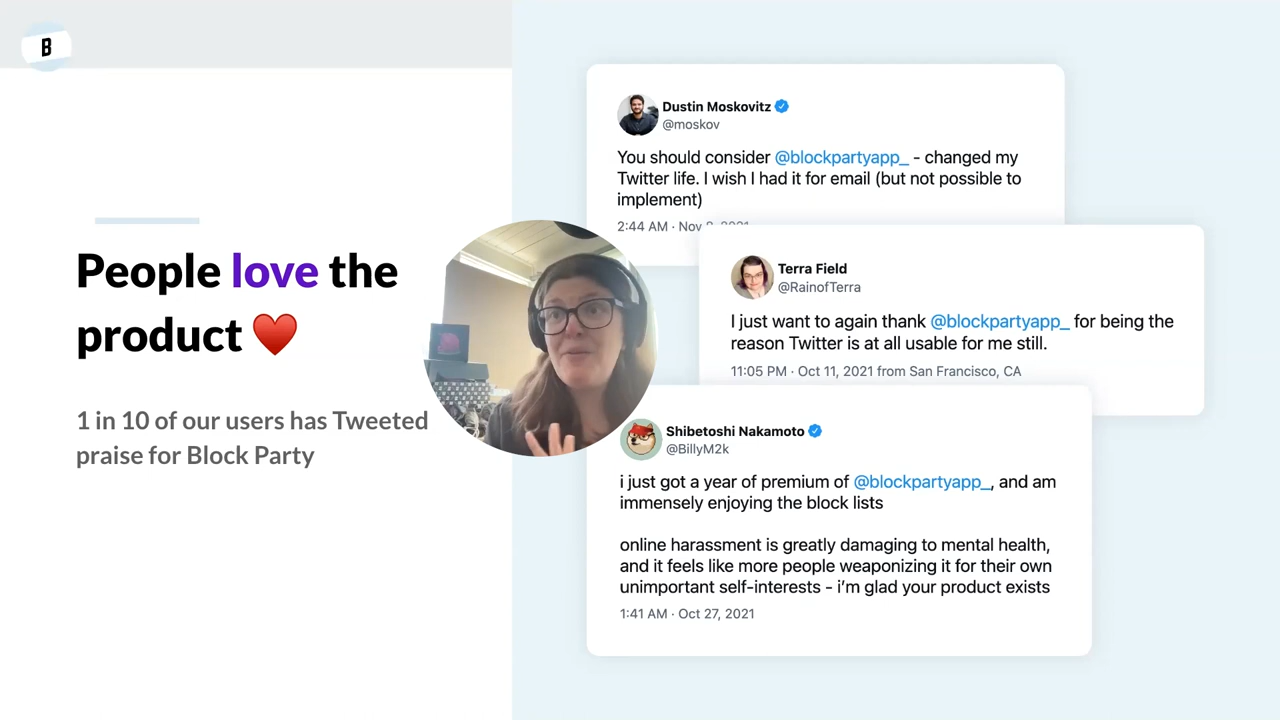 B
People love the
product ♥️
1 in 10 of our users has Tweeted
praise for Block Party
Dustin Moskovitz
@moskov
You should consider @blockpartyapp_ - changed my
Twitter life. I wish I had it for email (but not possible to
implement)
2:44 AM · Nov 2021
Terra Field
@RainofTerra
I just want to again thank @blockpartyapp_ for being the
reason Twitter is at all usable for me still.
11:05 PM · Oct 11, 2021 from San Francisco, CA
Shibetoshi Nakamoto
@BillyM2k
i just got a year of premium of @blockpartyapp_, and am
immensely enjoying the block lists
online harassment is greatly damaging to mental health,
and it feels like more people weaponizing it for their own
unimportant self-interests - i'm glad your product exists
1:41 AM · Oct 27, 2021